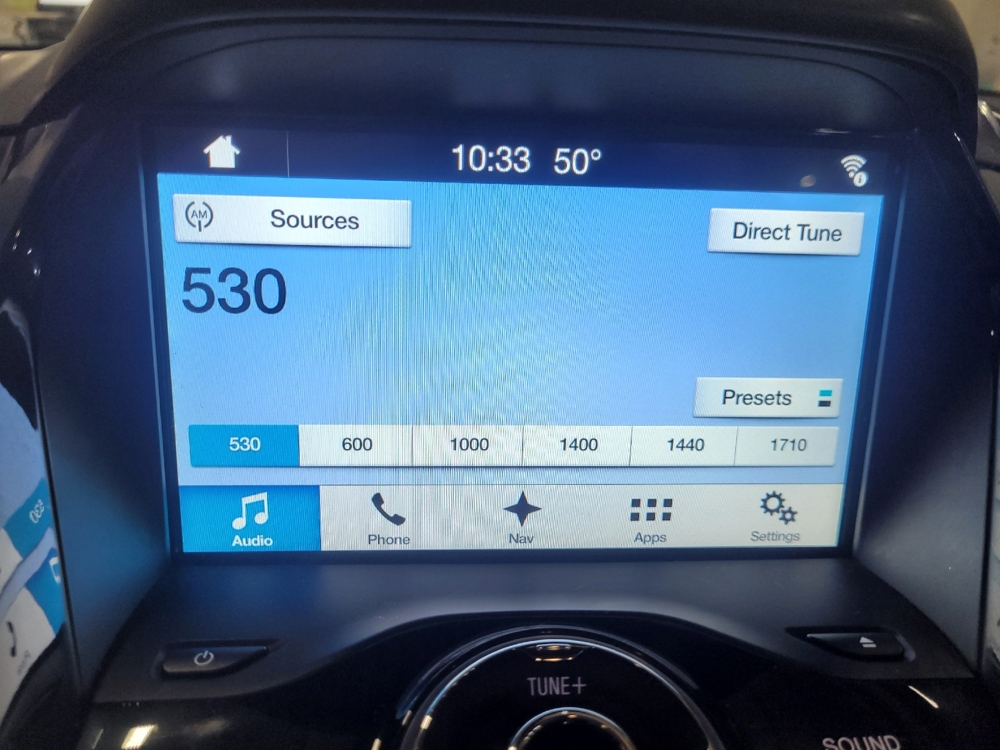 10:33 50°
AM Sources
Direct Tune
530
Presets
530 600 1000 1400 1440 1710
Audio Phone Nav Apps Settings
TUNE+
SOUND
530